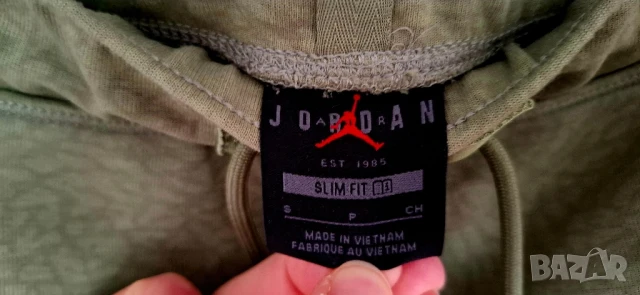 JORDAN
AIR
EST. 1985
SLIM FIT
S P CH
MADE IN VIETNAM
FABRIQUE AU VIETNAM
BAZAR